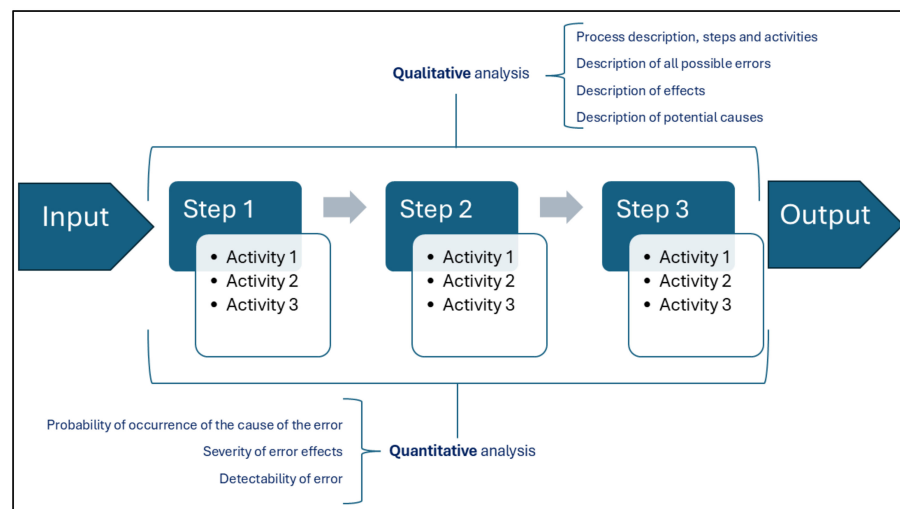 Process description, steps and activities
Qualitative analysis
Description of all possible errors
Description of effects
Description of potential causes
Input
Step 1
• Activity 1
• Activity 2
• Activity 3
Step 2
• Activity 1
• Activity 2
• Activity 3
Step 3
• Activity 1
• Activity 2
• Activity 3
Output
Probability of occurrence of the cause of the error
Severity of error effects
Detectability of error
Quantitative analysis